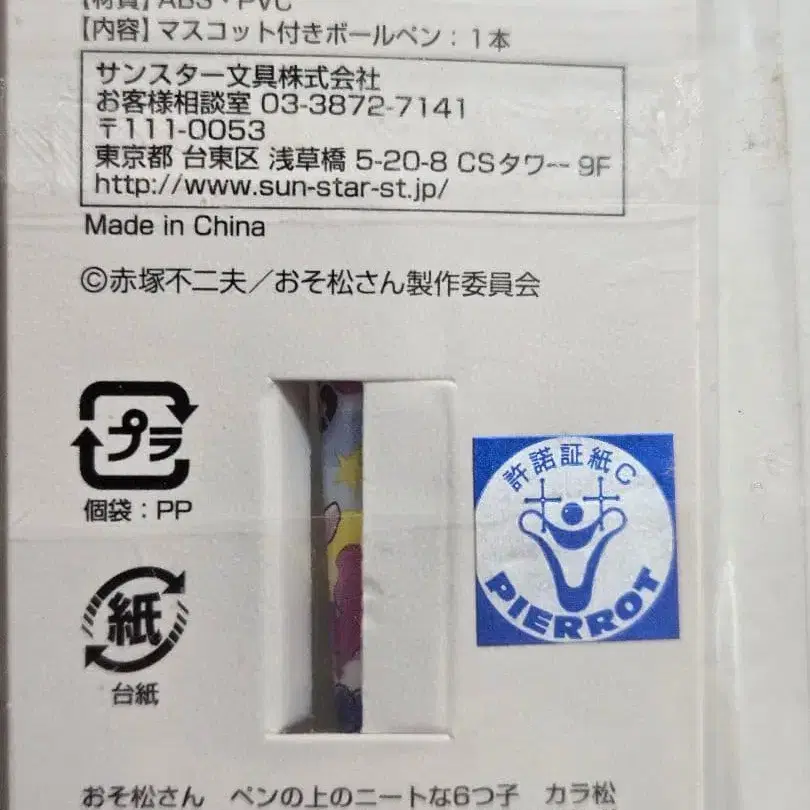 【材質】ABS・PVC
【内容】マスコット付きボールペン：1本
サンスター文具株式会社
お客様相談室 03-3872-7141
〒111-0053
東京都 台東区 浅草橋 5-20-8 CSタワー 9F
http://www.sun-star-st.jp/
Made in China
©赤塚不二夫／おそ松さん製作委員会
プラ
個袋：PP
許諾証紙C
PIERROT
紙
台紙
おそ松さん ペンの上のニートな6つ子 カラ松